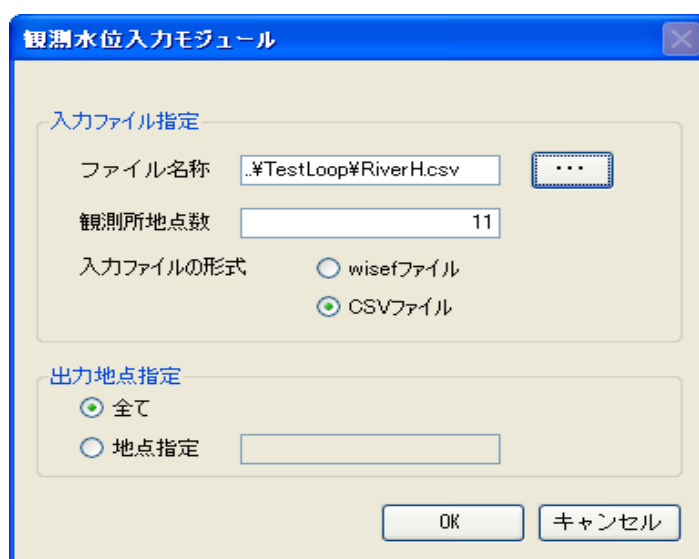 観測水位入力モジュール
入力ファイル指定
ファイル名称 ..¥TestLoop¥RiverH.csv ...
観測所地点数 11
入力ファイルの形式 wisefファイル
CSVファイル
出力地点指定
全て
地点指定
OK キャンセル